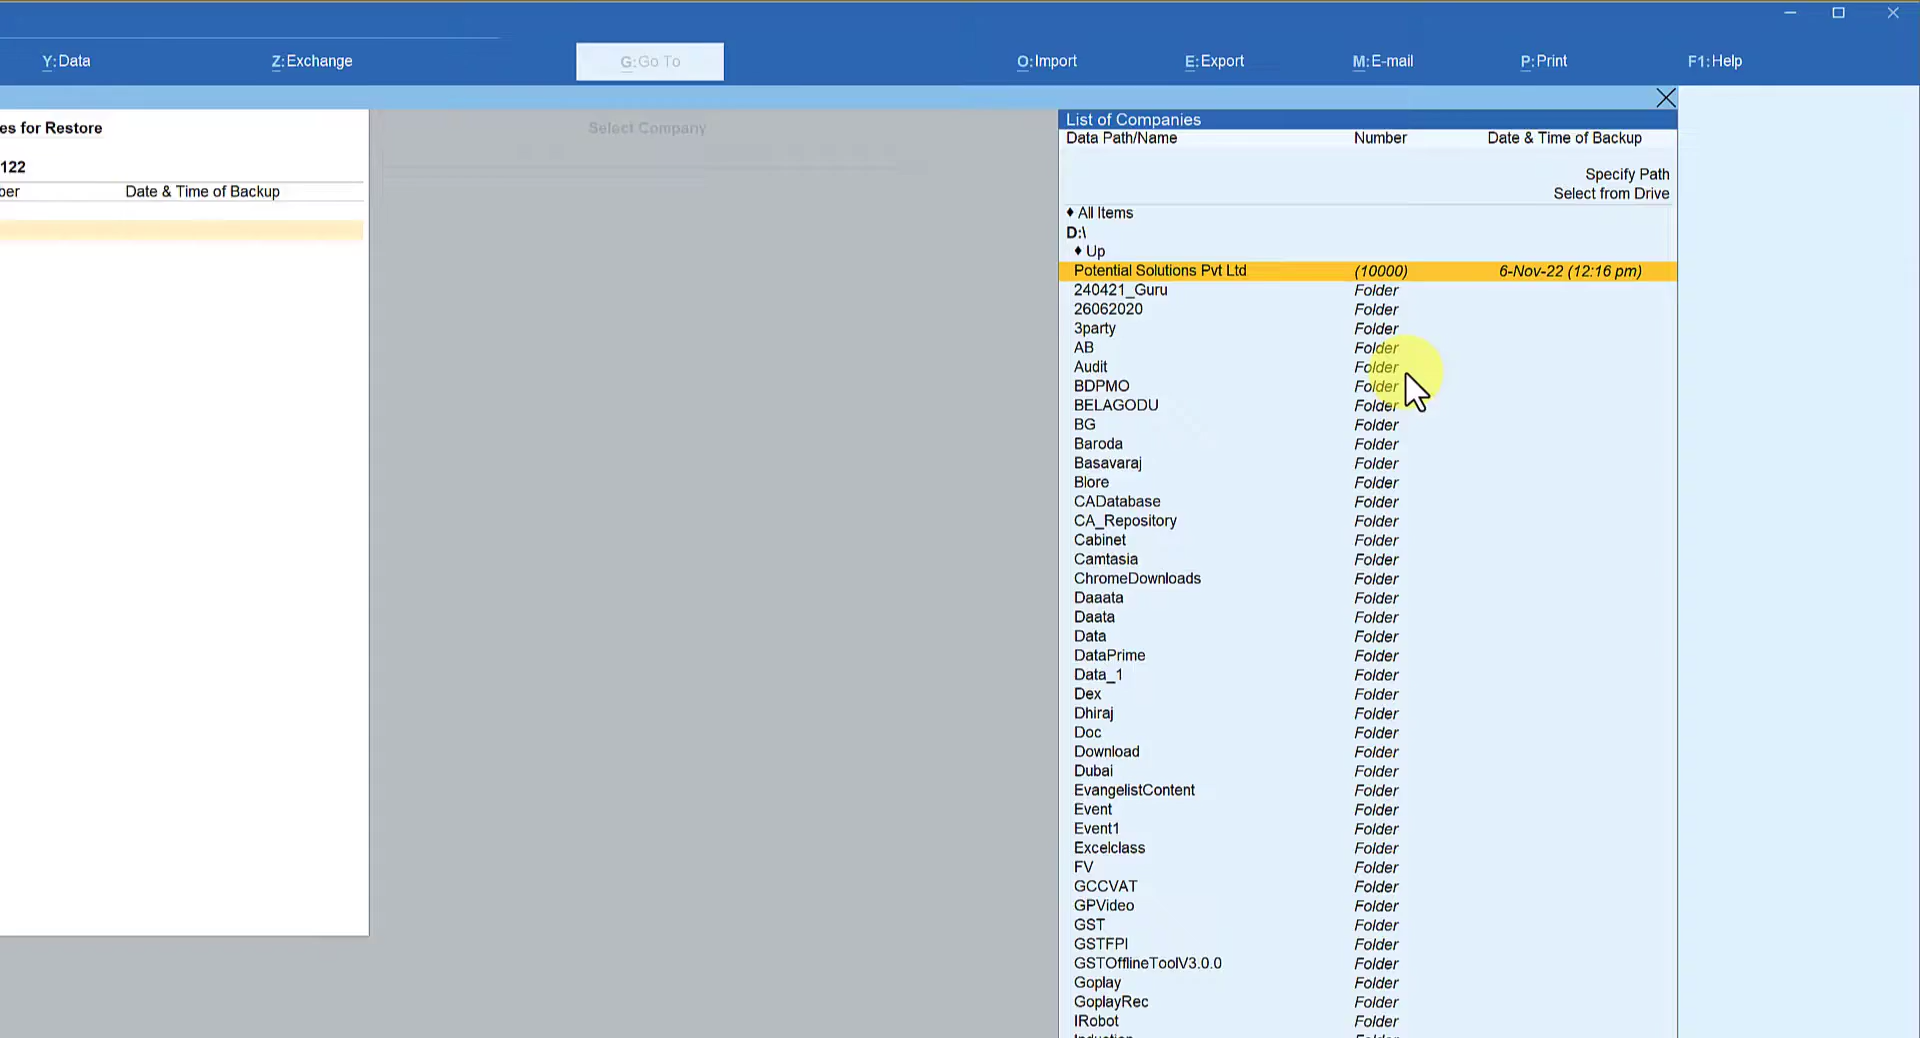 Y:Data Z:Exchange G:Go To O:Import E:Export M:E-mail P:Print F1:Help
es for Restore
122
ber Date & Time of Backup
Select Company
List of Companies
Data Path/Name Number Date & Time of Backup
Specify Path
Select from Drive
♦ All Items
D:\
♦ Up
Potential Solutions Pvt Ltd (10000) 6-Nov-22 (12:16 pm)
240421_Guru Folder
26062020 Folder
3party Folder
AB Folder
Audit Folder
BDPMO Folder
BELAGODU Folder
BG Folder
Baroda Folder
Basavaraj Folder
Blore Folder
CADatabase Folder
CA_Repository Folder
Cabinet Folder
Camtasia Folder
ChromeDownloads Folder
Daaata Folder
Daata Folder
Data Folder
DataPrime Folder
Data_1 Folder
Dex Folder
Dhiraj Folder
Doc Folder
Download Folder
Dubai Folder
EvangelistContent Folder
Event Folder
Event1 Folder
Excelclass Folder
FV Folder
GCCVAT Folder
GPVideo Folder
GST Folder
GSTFPI Folder
GSTOfflineToolV3.0.0 Folder
Goplay Folder
GoplayRec Folder
IRobot Folder